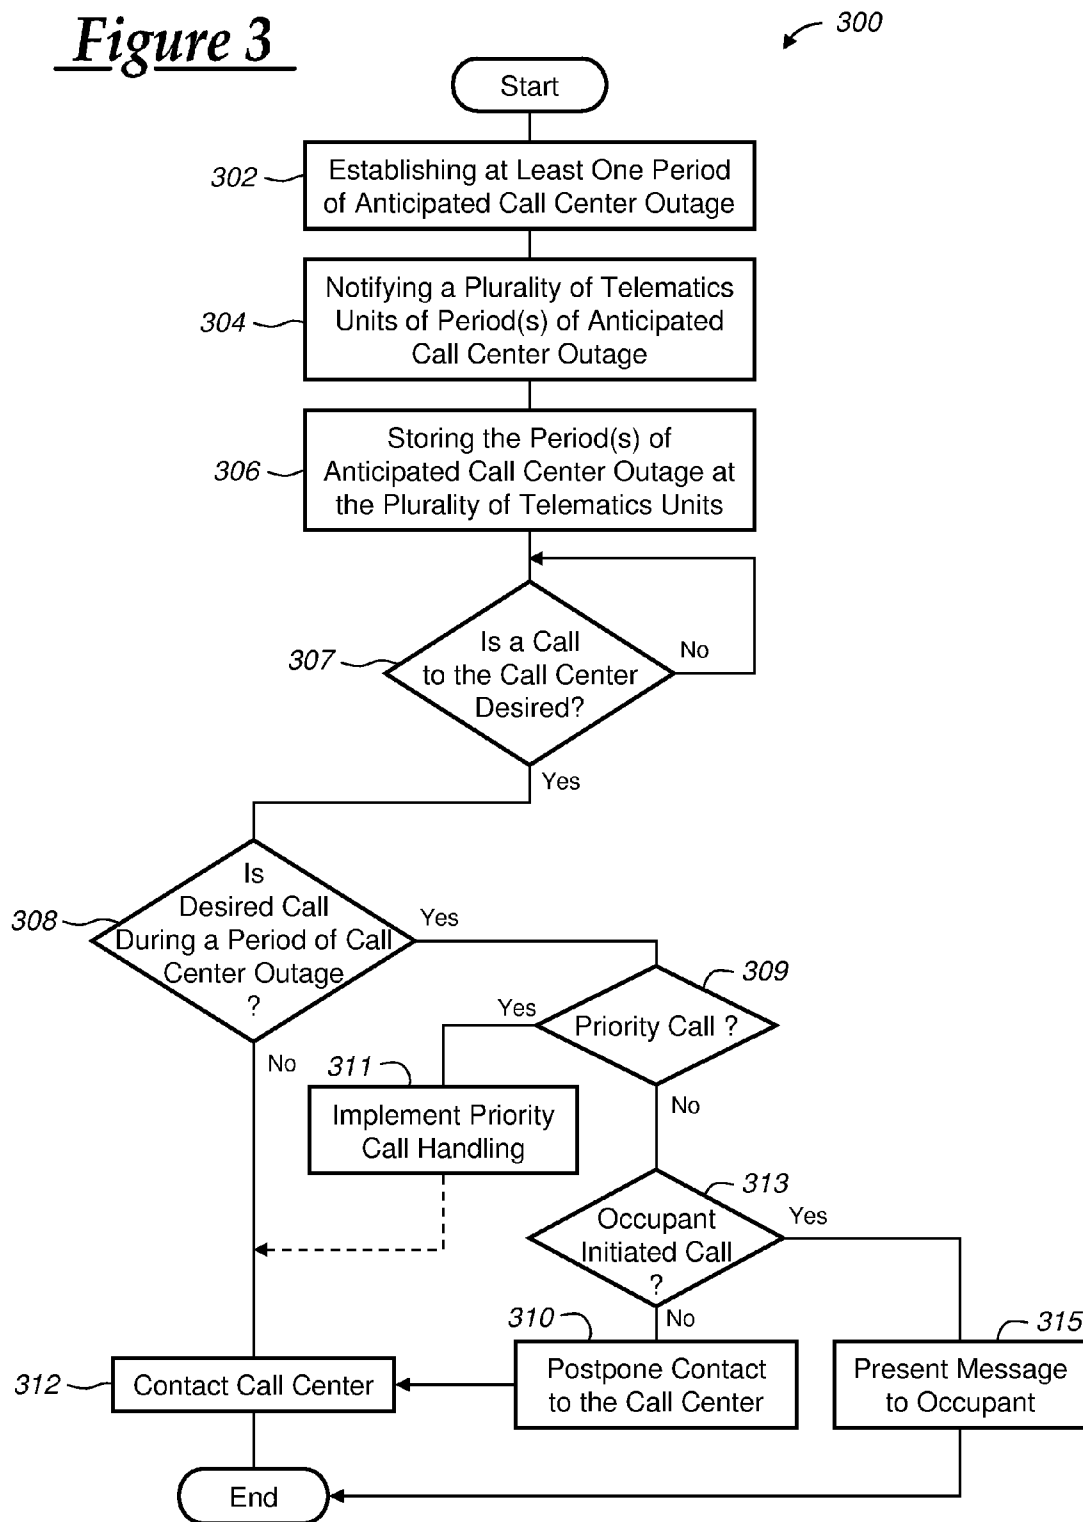 Figure 3
300
Start
302
Establishing at Least One Period
of Anticipated Call Center Outage
304
Notifying a Plurality of Telematics
Units of Period(s) of Anticipated
Call Center Outage
306
Storing the Period(s) of
Anticipated Call Center Outage at
the Plurality of Telematics Units
307
Is a Call
to the Call Center
Desired?
No
Yes
308
Is
Desired Call
During a Period of Call
Center Outage
?
Yes
No
309
Priority Call ?
Yes
No
311
Implement Priority
Call Handling
313
Occupant
Initiated Call
?
Yes
No
310
Postpone Contact
to the Call Center
315
Present Message
to Occupant
312
Contact Call Center
End